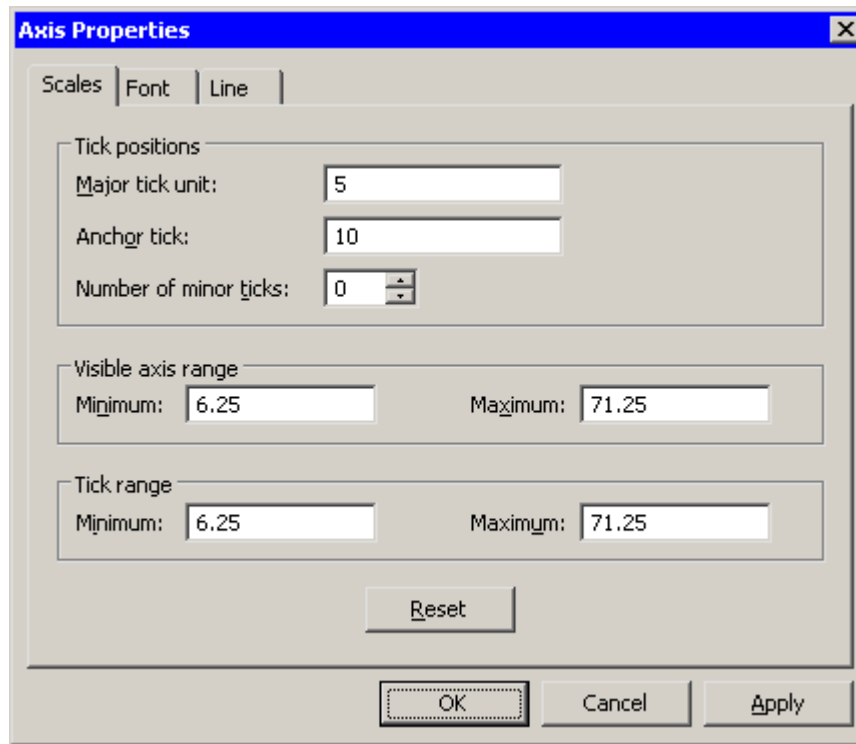 Axis Properties
Scales Font Line
Tick positions
Major tick unit: 5
Anchor tick: 10
Number of minor ticks: 0
Visible axis range
Minimum: 6.25 Maximum: 71.25
Tick range
Minimum: 6.25 Maximum: 71.25
Reset
OK Cancel Apply